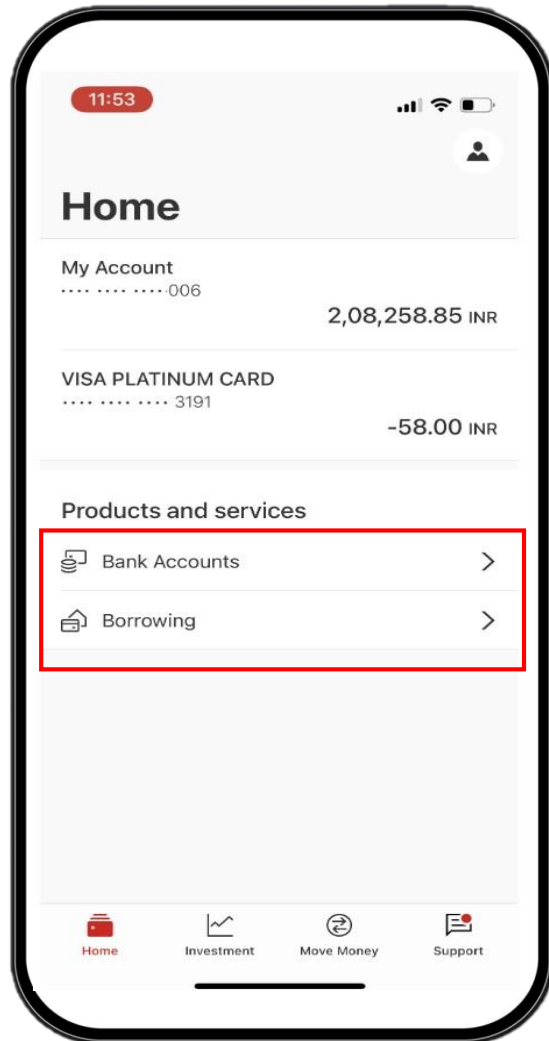 11:53
Home
My Account
···· ···· ····006
2,08,258.85 INR
VISA PLATINUM CARD
···· ···· ···· 3191
-58.00 INR
Products and services
Bank Accounts
Borrowing
Home Investment Move Money Support